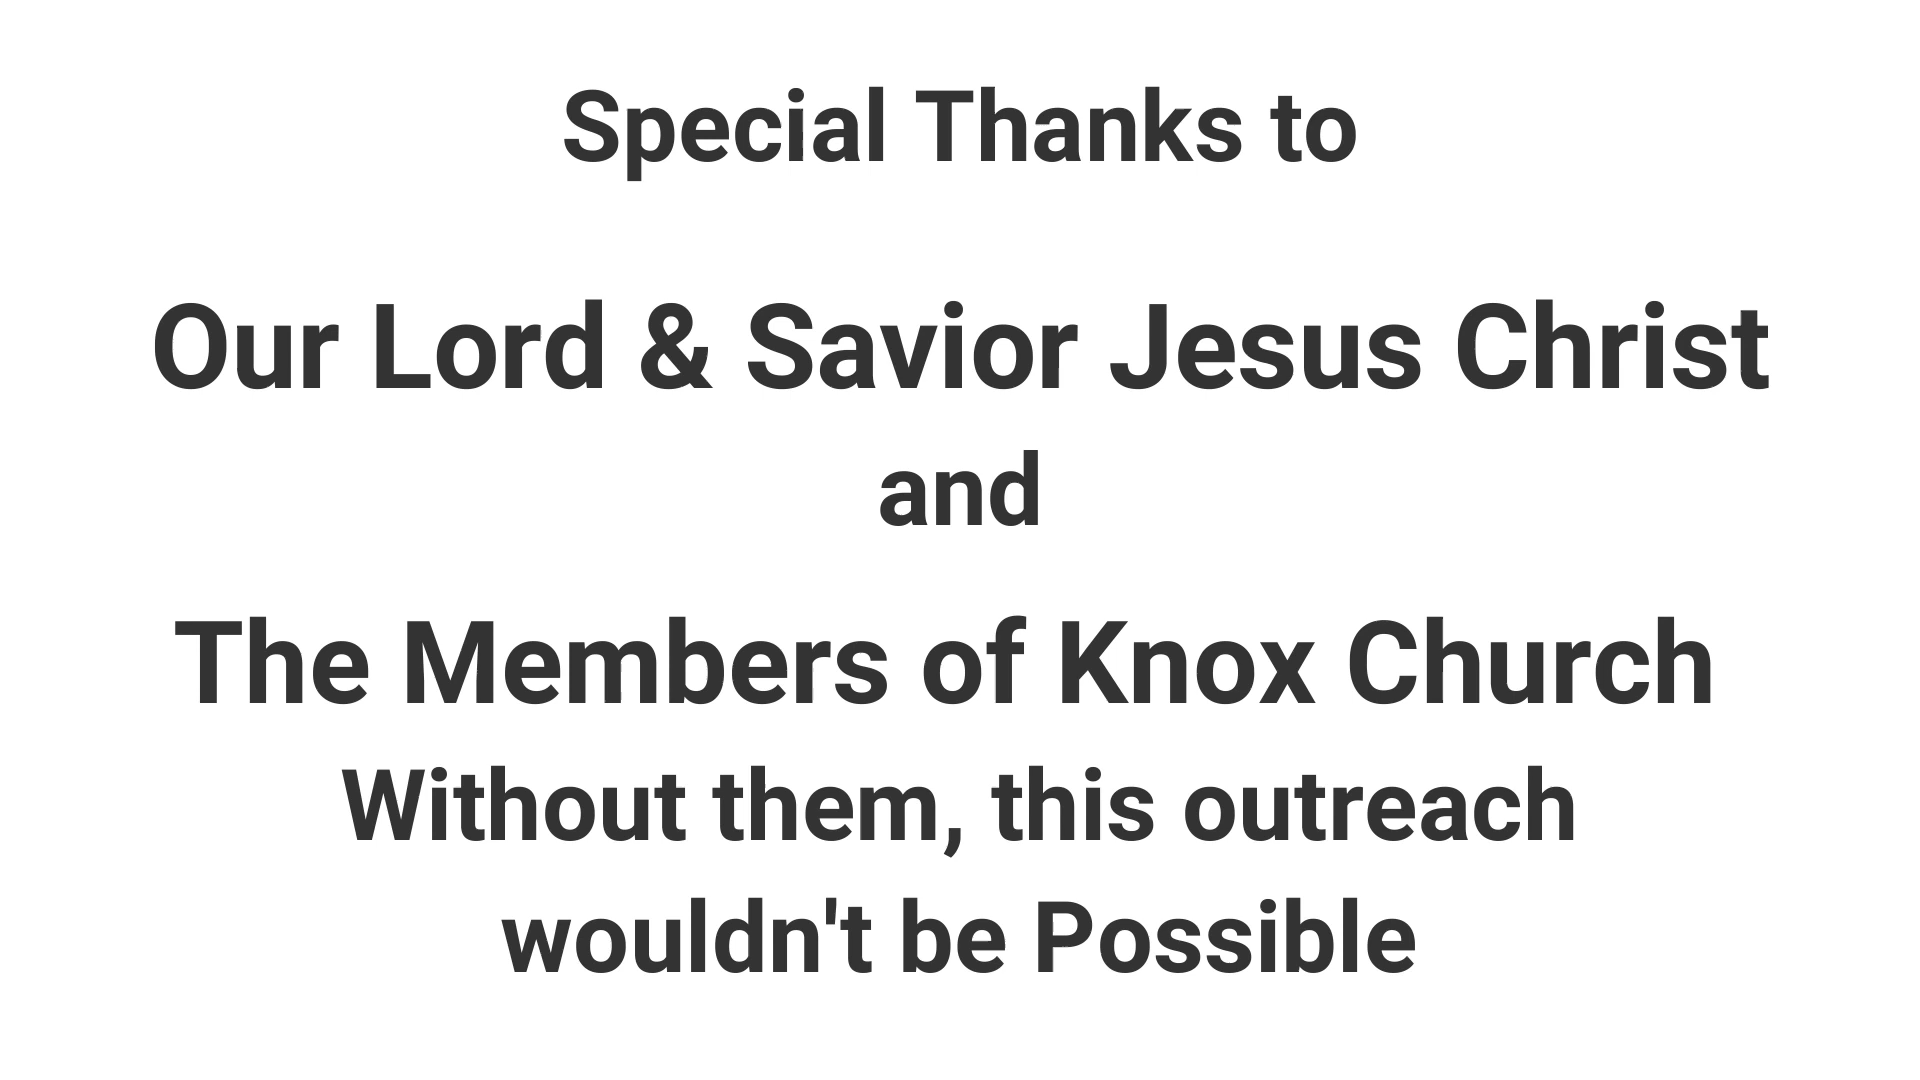 Special Thanks to
Our Lord & Savior Jesus Christ
and
The Members of Knox Church
Without them, this outreach
wouldn't be Possible